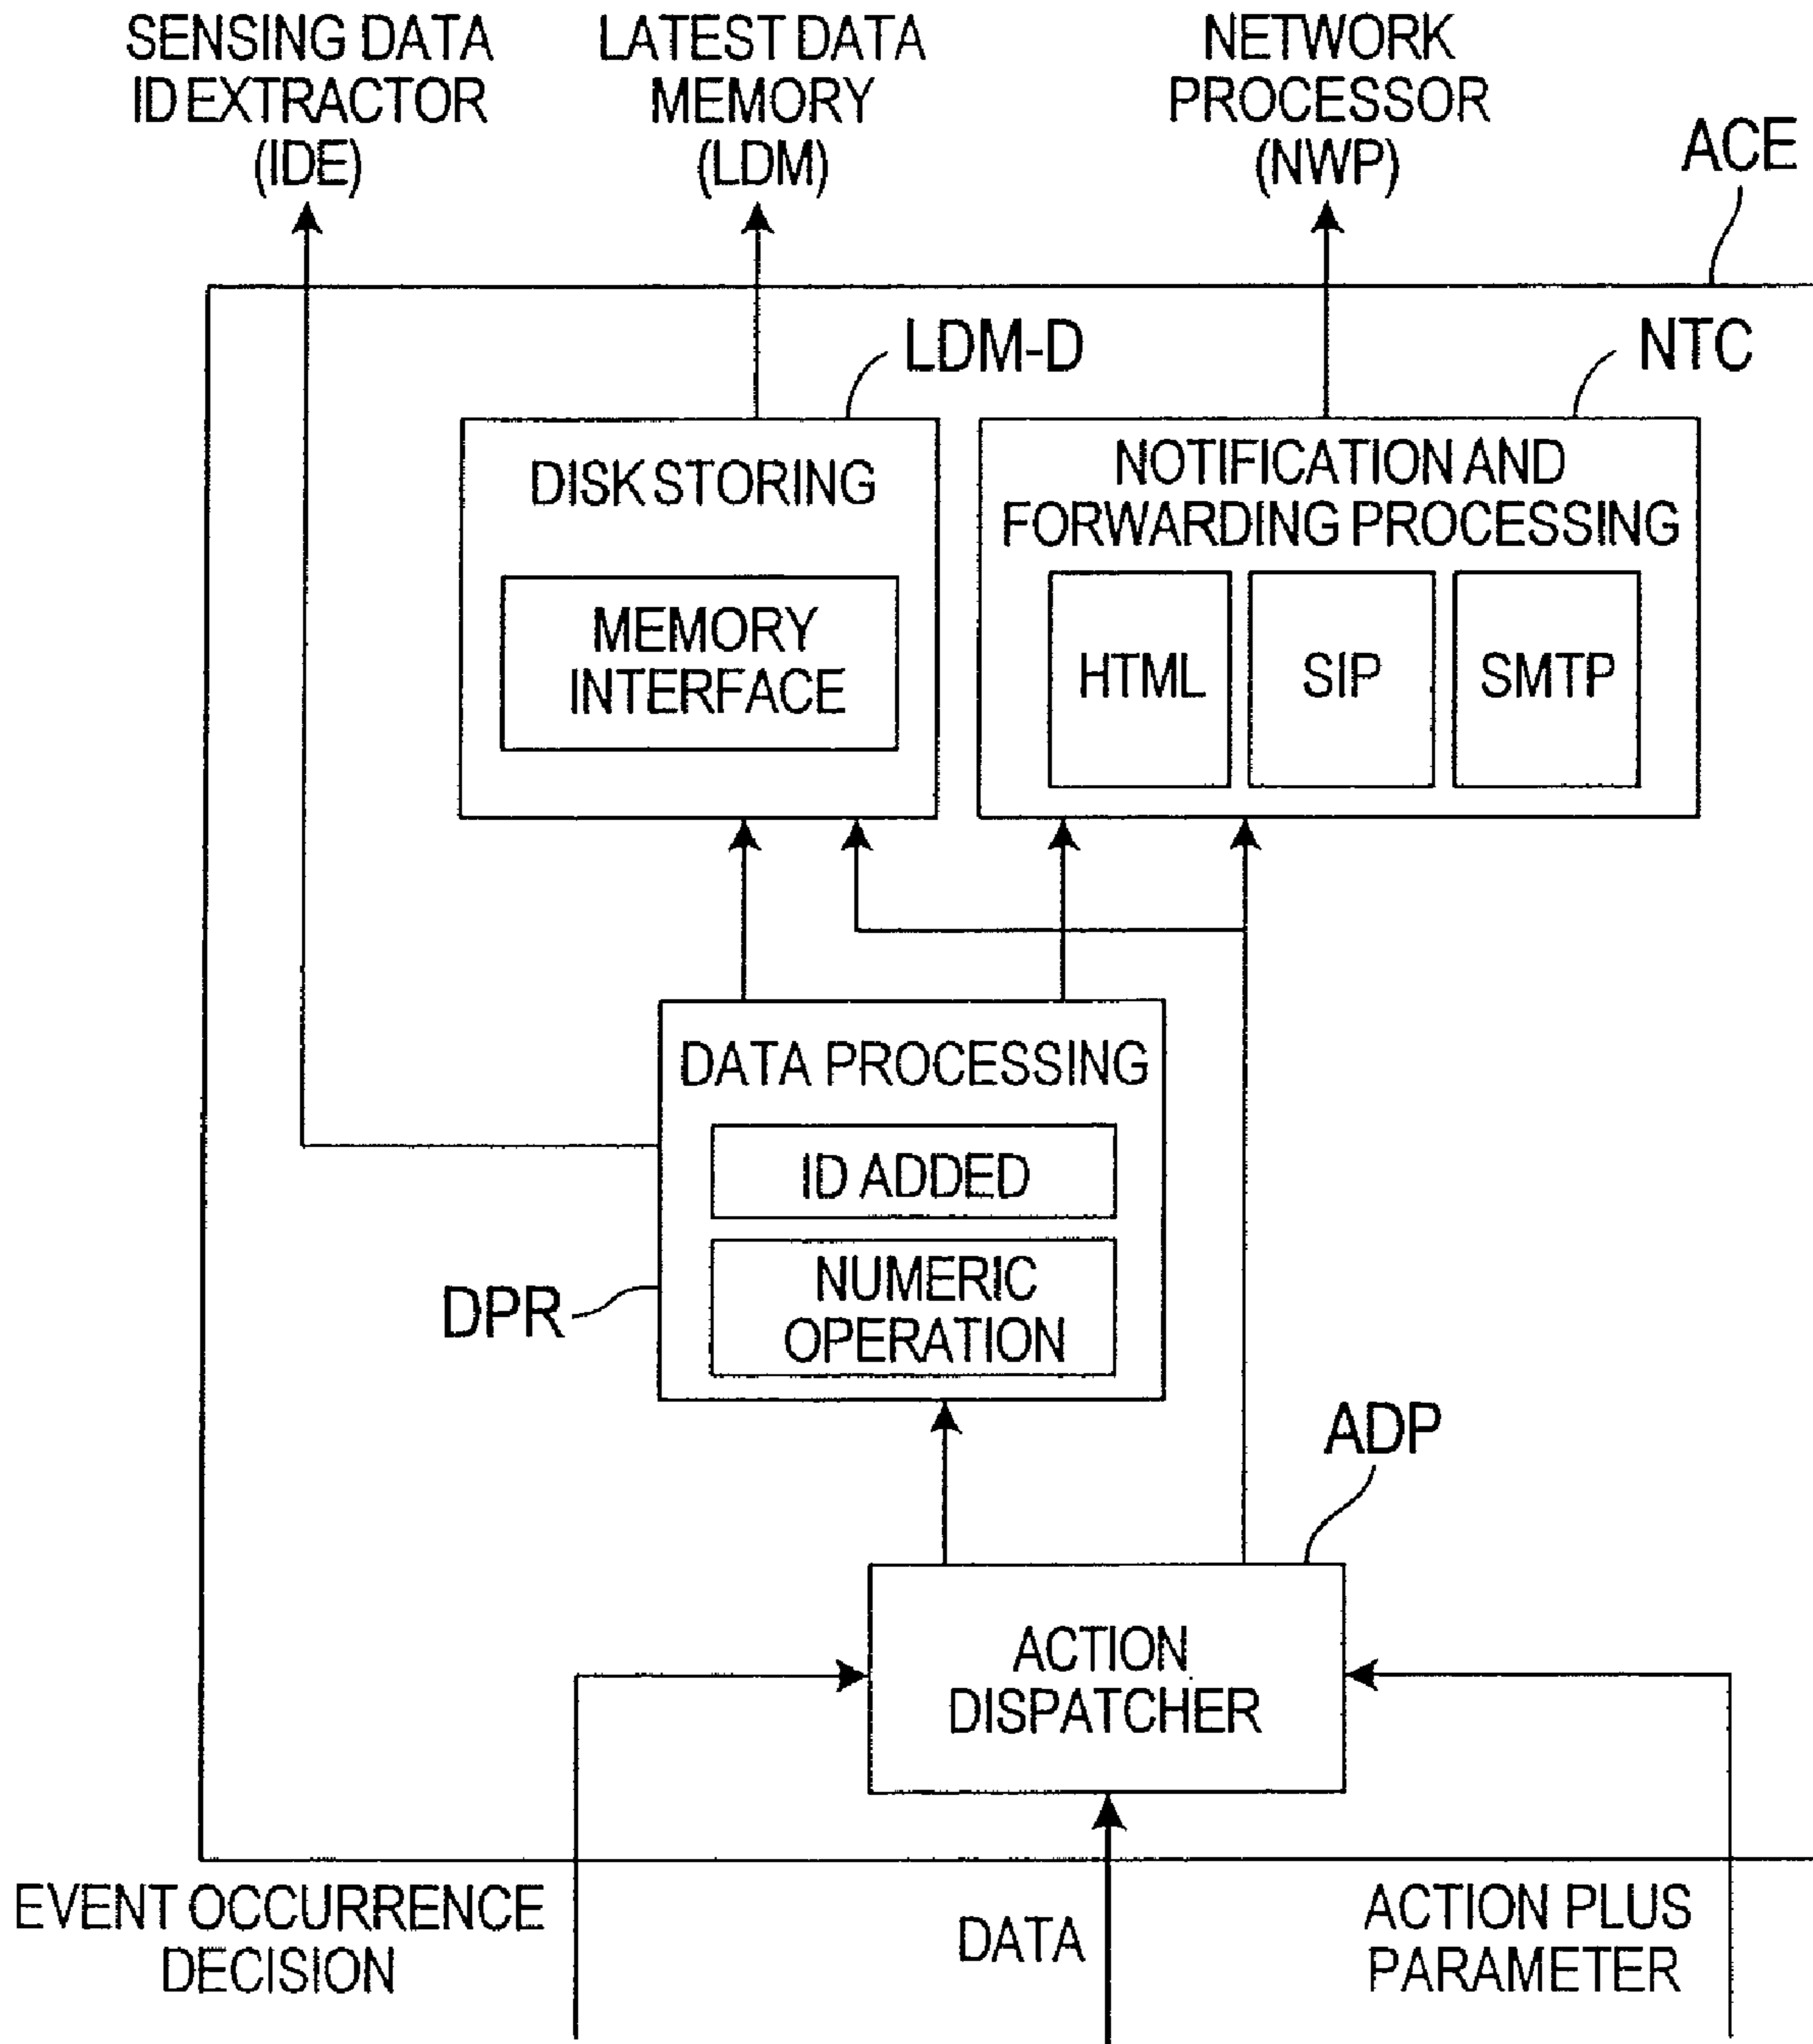 SENSING DATA
ID EXTRACTOR
(IDE)
LATEST DATA
MEMORY
(LDM)
NETWORK
PROCESSOR
(NWP)
ACE
LDM-D
NTC
DISK STORING
MEMORY
INTERFACE
NOTIFICATION AND
FORWARDING PROCESSING
HTML
SIP
SMTP
DATA PROCESSING
ID ADDED
NUMERIC
OPERATION
DPR
ADP
ACTION
DISPATCHER
EVENT OCCURRENCE
DECISION
DATA
ACTION PLUS
PARAMETER